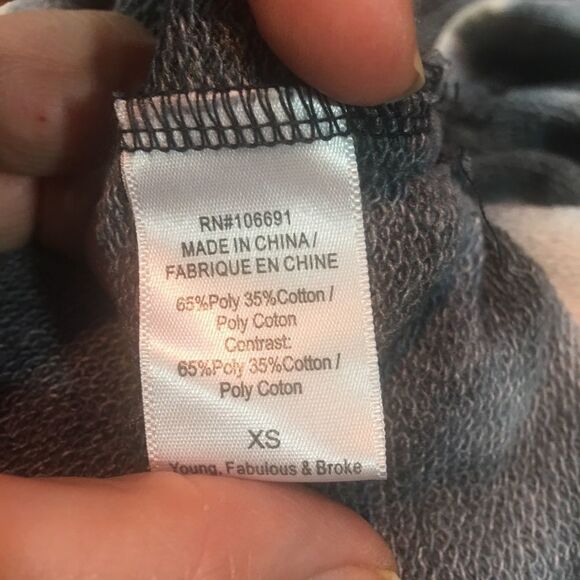 RN#106691
MADE IN CHINA/
FABRIQUE EN CHINE
65%Poly 35%Cotton /
Poly Coton
Contrast:
65%Poly 35%Cotton /
Poly Coton
XS
Young, Fabulous & Broke